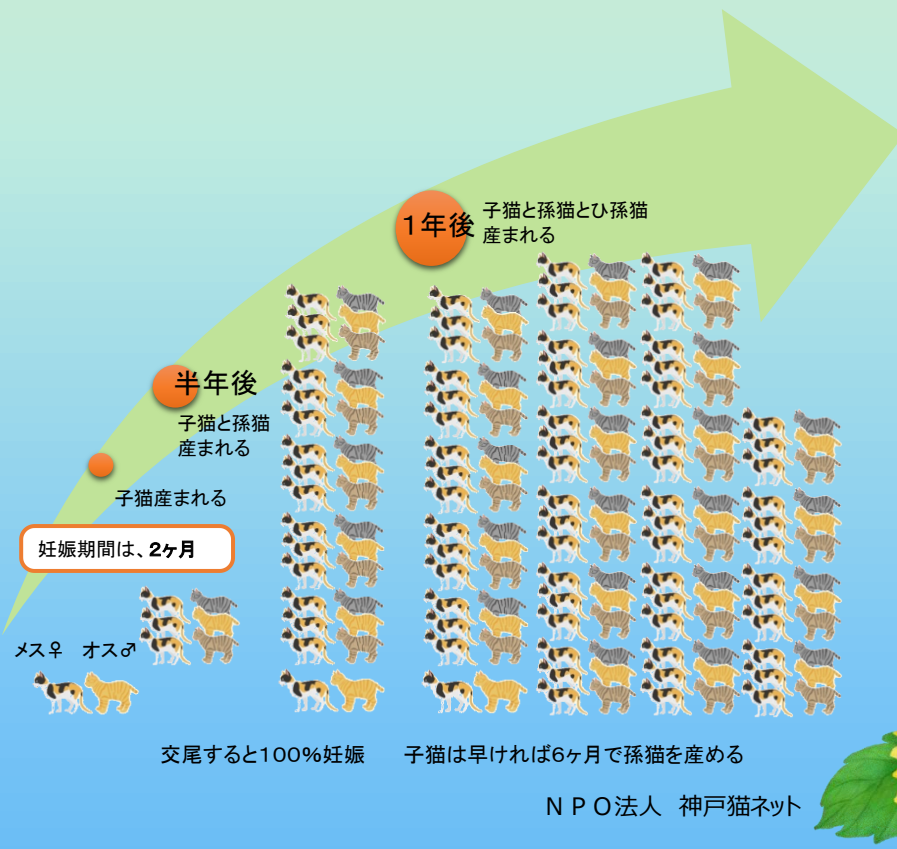 1年後
子猫と孫猫とひ孫猫
産まれる
半年後
子猫と孫猫
産まれる
子猫産まれる
妊娠期間は、2ヶ月
メス♀ オス♂
交尾すると100%妊娠 子猫は早ければ6ヶ月で孫猫を産める
NPO法人 神戸猫ネット